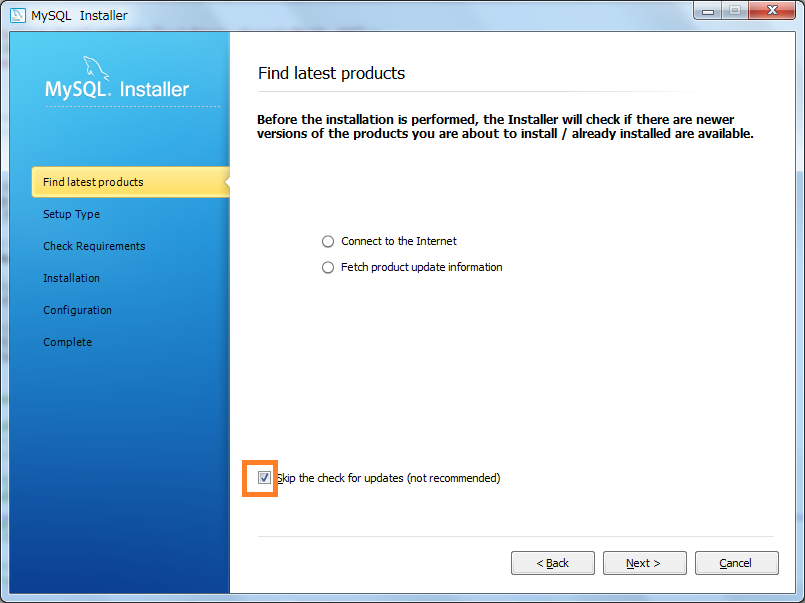 MySQL Installer
MySQL. Installer
Find latest products
Setup Type
Check Requirements
Installation
Configuration
Complete
Find latest products
Before the installation is performed, the Installer will check if there are newer
versions of the products you are about to install / already installed are available.
Connect to the Internet
Fetch product update information
Skip the check for updates (not recommended)
< Back
Next >
Cancel